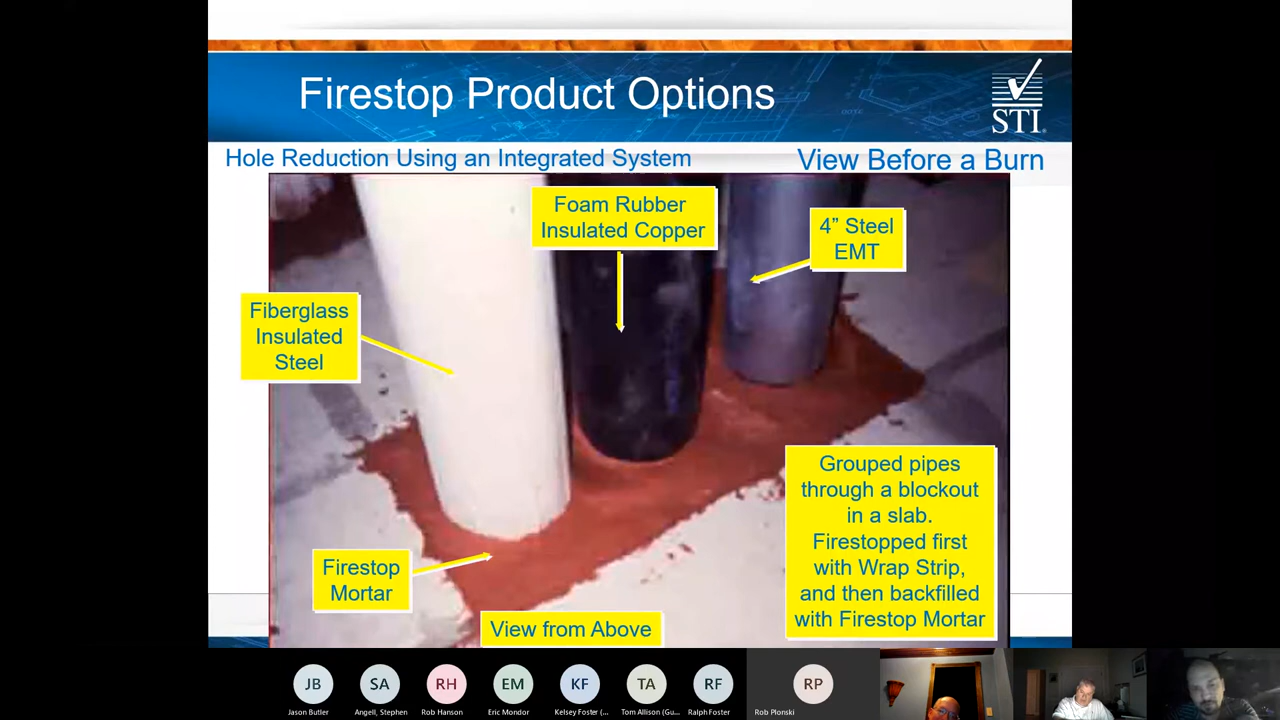 Firestop Product Options
STI
Hole Reduction Using an Integrated System
View Before a Burn
Foam Rubber
Insulated Copper
4” Steel
EMT
Fiberglass
Insulated
Steel
Grouped pipes
through a blockout
in a slab.
Firestopped first
with Wrap Strip,
and then backfilled
with Firestop Mortar
Firestop
Mortar
View from Above
JB
SA
RH
EM
KF
TA
RF
RP
Jason Butler
Angell, Stephen
Rob Hanson
Eric Mondor
Kelsey Foster (...
Tom Allison (Gu...
Ralph Foster
Rob Plonski